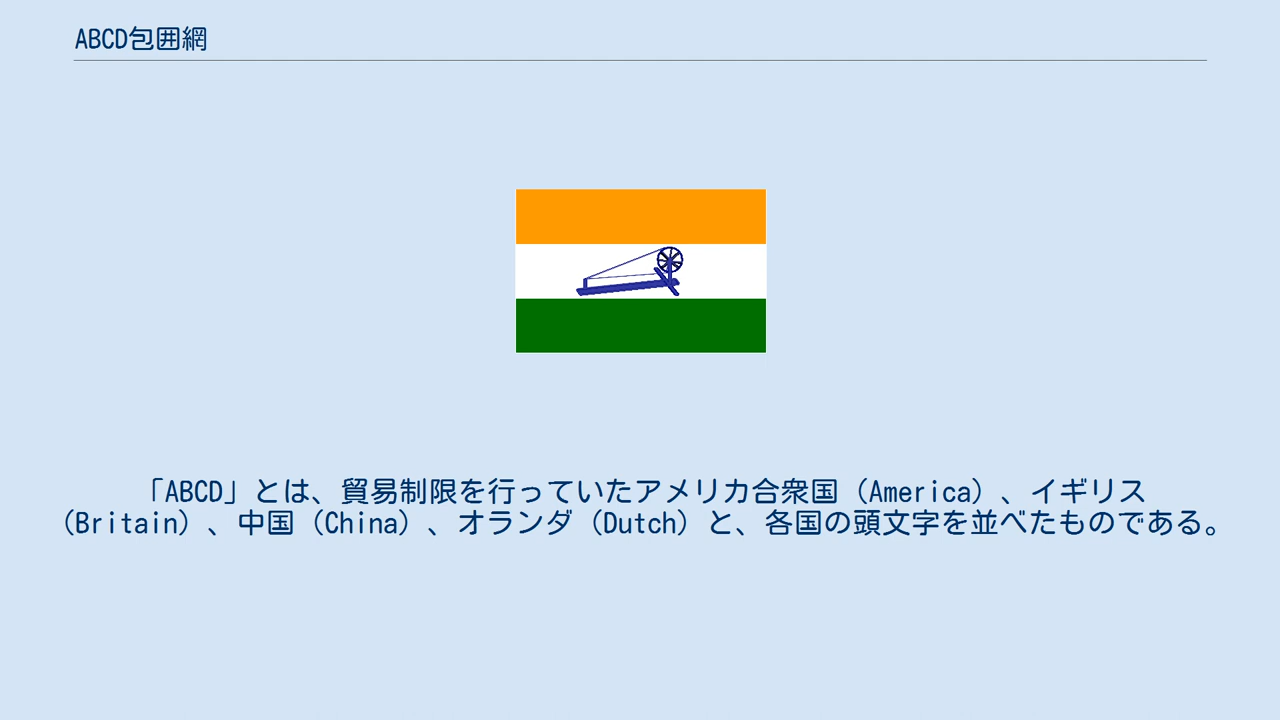 ABCD包囲網
「ABCD」とは、貿易制限を行っていたアメリカ合衆国（America）、イギリス
（Britain）、中国（China）、オランダ（Dutch）と、各国の頭文字を並べたものである。